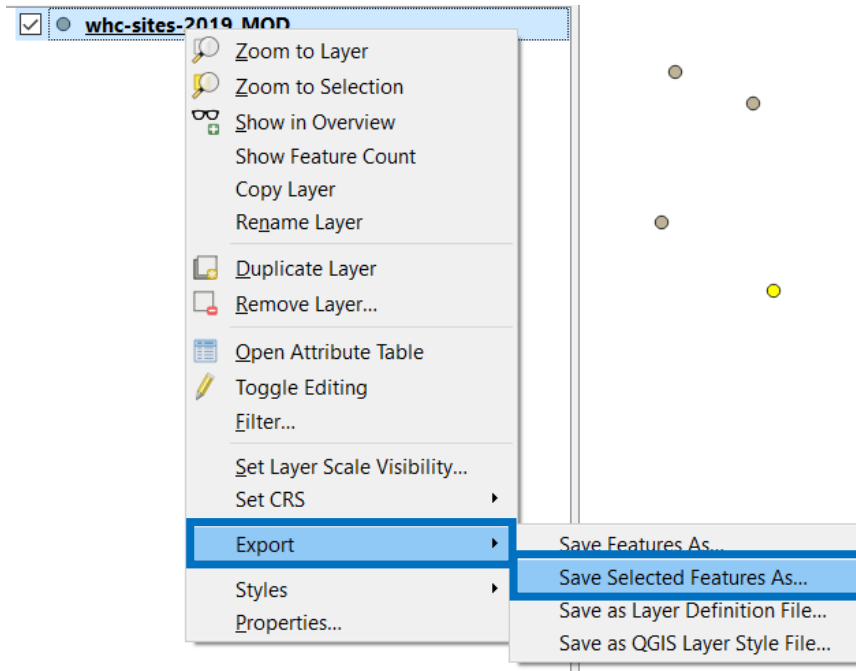 whc-sites-2019_MOD
Zoom to Layer
Zoom to Selection
Show in Overview
Show Feature Count
Copy Layer
Rename Layer
Duplicate Layer
Remove Layer...
Open Attribute Table
Toggle Editing
Filter...
Set Layer Scale Visibility...
Set CRS
Export
Styles
Properties...
Save Features As...
Save Selected Features As...
Save as Layer Definition File...
Save as QGIS Layer Style File...